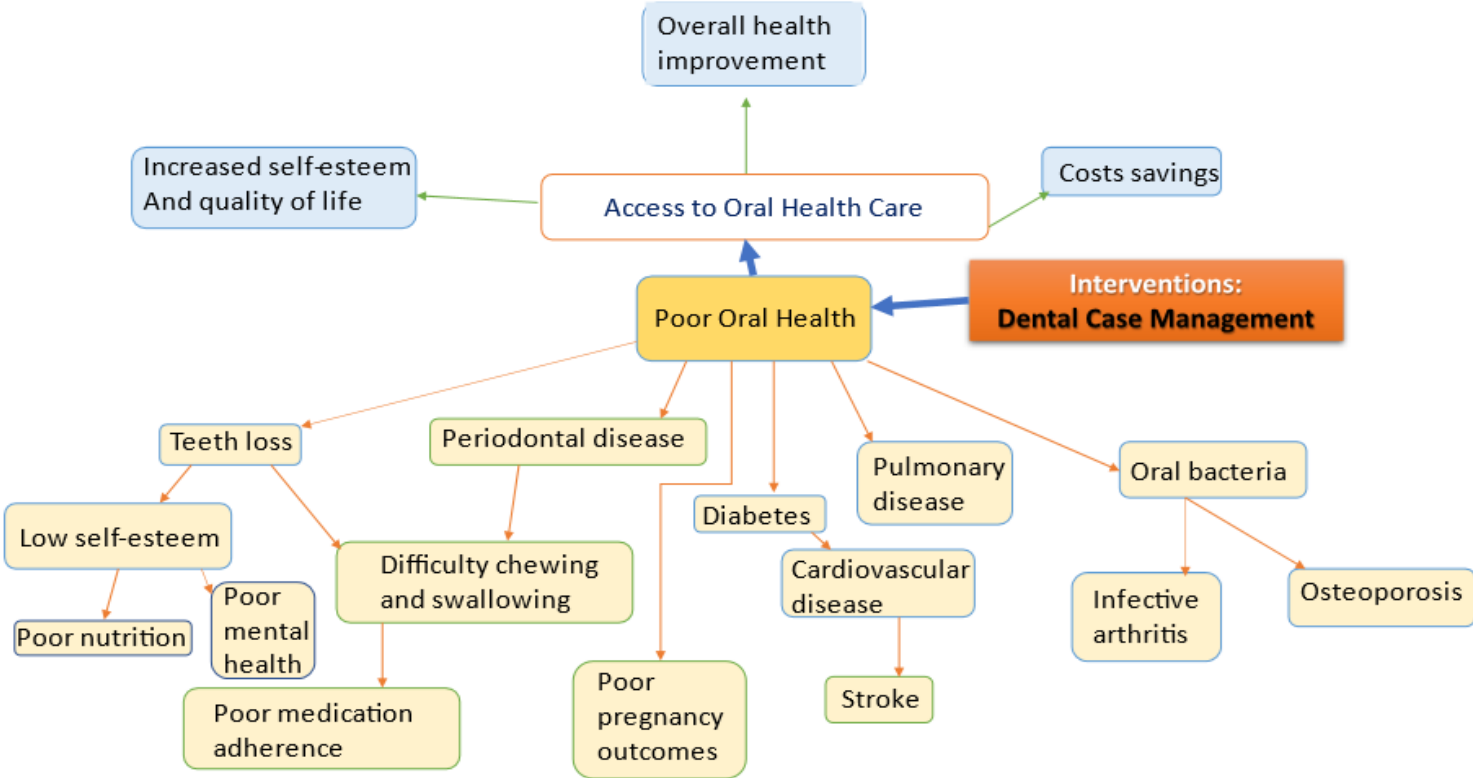 Overall health
improvement
Increased self-esteem
And quality of life
Costs savings
Access to Oral Health Care
Interventions:
Dental Case Management
Poor Oral Health
Teeth loss
Periodontal disease
Pulmonary
disease
Oral bacteria
Low self-esteem
Diabetes
Difficulty chewing
and swallowing
Cardiovascular
disease
Infective
arthritis
Osteoporosis
Poor nutrition
Poor
mental
health
Poor medication
adherence
Poor
pregnancy
outcomes
Stroke